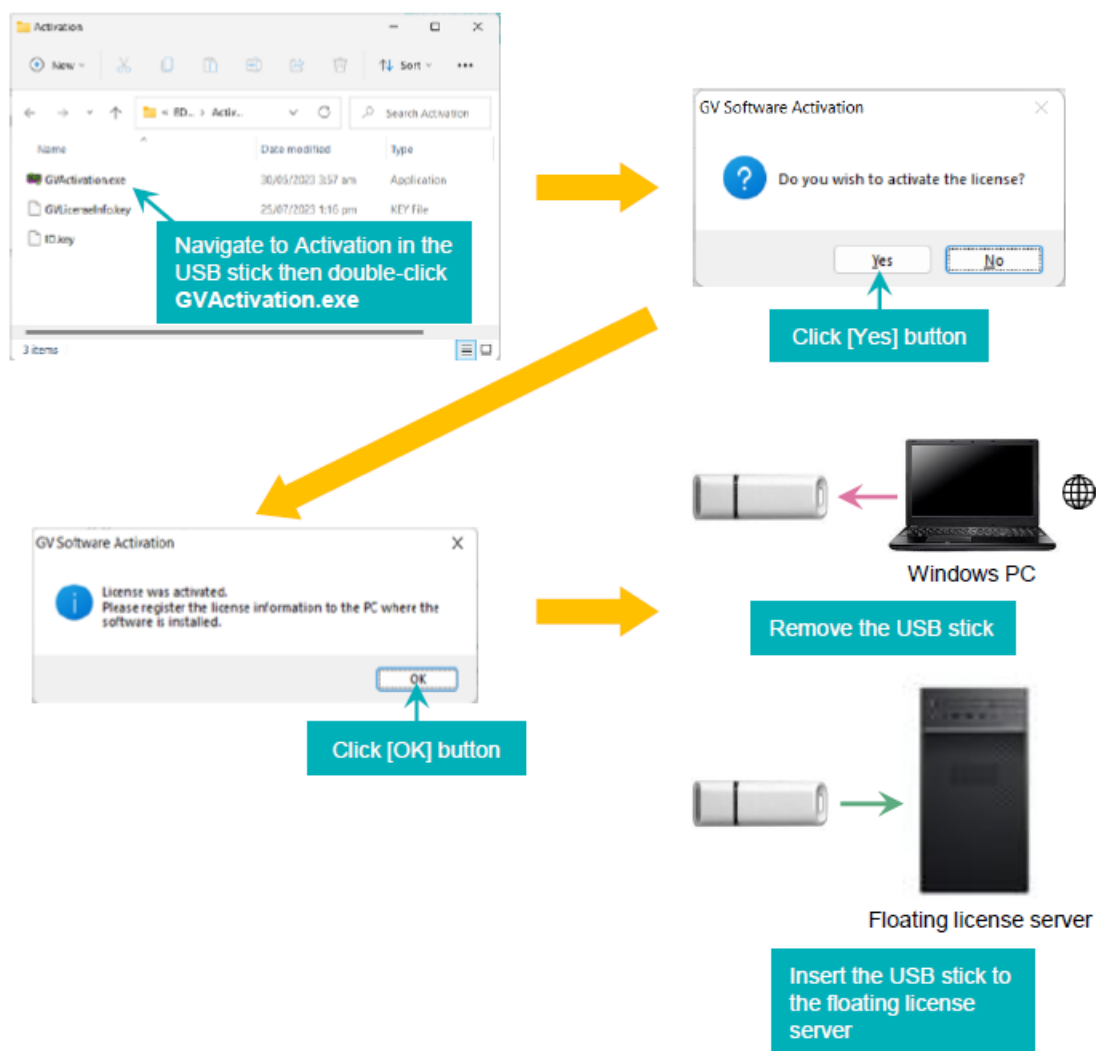 Activation
New
Sort
Activ...
Search Activation
Name
Date modified
Type
GVActivation.exe
30/05/2023 3:57 am
Application
GVLicenseInfo.key
25/07/2023 1:16 pm
KEY File
ID.key
Navigate to Activation in the
USB stick then double-click
GVActivation.exe
3 items
GV Software Activation
Do you wish to activate the license?
Yes
No
Click [Yes] button
GV Software Activation
License was activated.
Please register the license information to the PC where the
software is installed.
OK
Click [OK] button
Windows PC
Remove the USB stick
Floating license server
Insert the USB stick to
the floating license
server